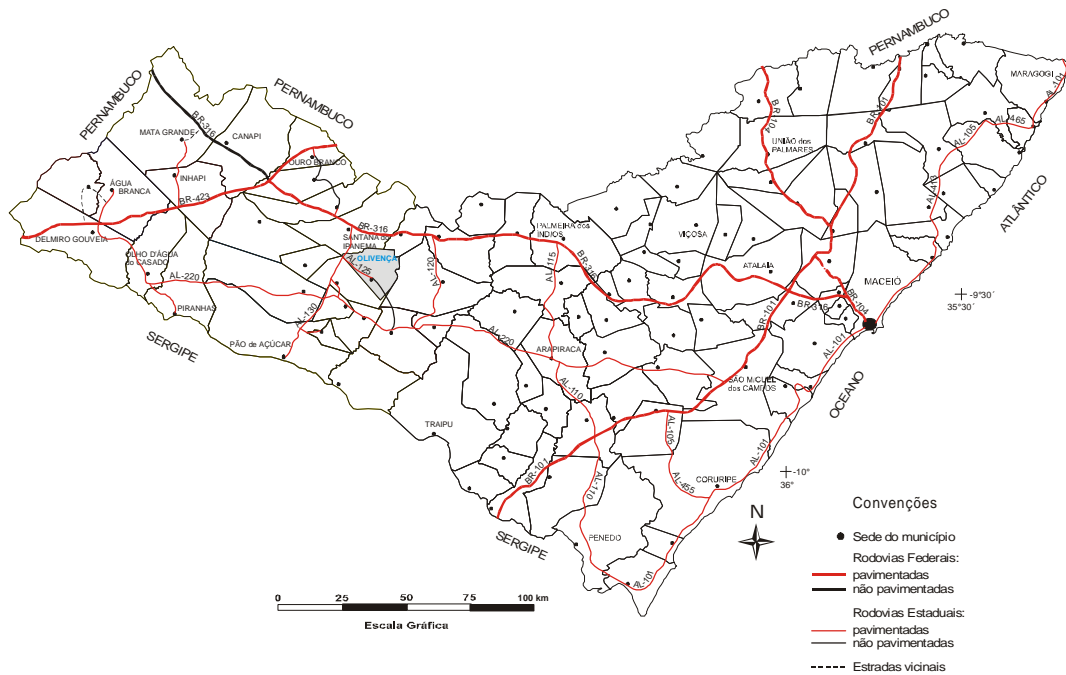 PERNAMBUCO
MARAGOGI
AL-101
PERNAMBUCO
PERNAMBUCO
BR-316
MATA GRANDE
CANAPI
BR-104
BR-101
AL-465
AL-105
UNIÃO dos
PALMARES
OURO BRANCO
INHAPI
ÁGUA
BRANCA
BR-423
AL-413
ATLÂNTICO
DELMIRO GOUVEIA
BR-316
SANTANA do
IPANEMA
PALMEIRA dos
ÍNDIOS
VIÇOSA
OLHO D'ÁGUA
do CASADO
OLIVENÇA
AL-125
AL-120
AL-115
BR-316
ATALAIA
MACEIÓ
AL-220
BR-104
BR-316
-9°30´
35°30´
PIRANHAS
AL-130
BR-101
SERGIPE
PÃO de AÇÚCAR
AL-220
ARAPIRACA
AL-101
SÃO MIGUEL
dos CAMPOS
OCEANO
AL-110
TRAIPU
AL-105
AL-101
BR-101
AL-110
AL-455
CORURIPE
-10°
36°
SERGIPE
PENEDO
AL-101
N
Convenções
Sede do município
Rodovias Federais:
pavimentadas
não pavimentadas
Rodovias Estaduais:
pavimentadas
não pavimentadas
Estradas vicinais
0 25 50 75 100 km
Escala Gráfica